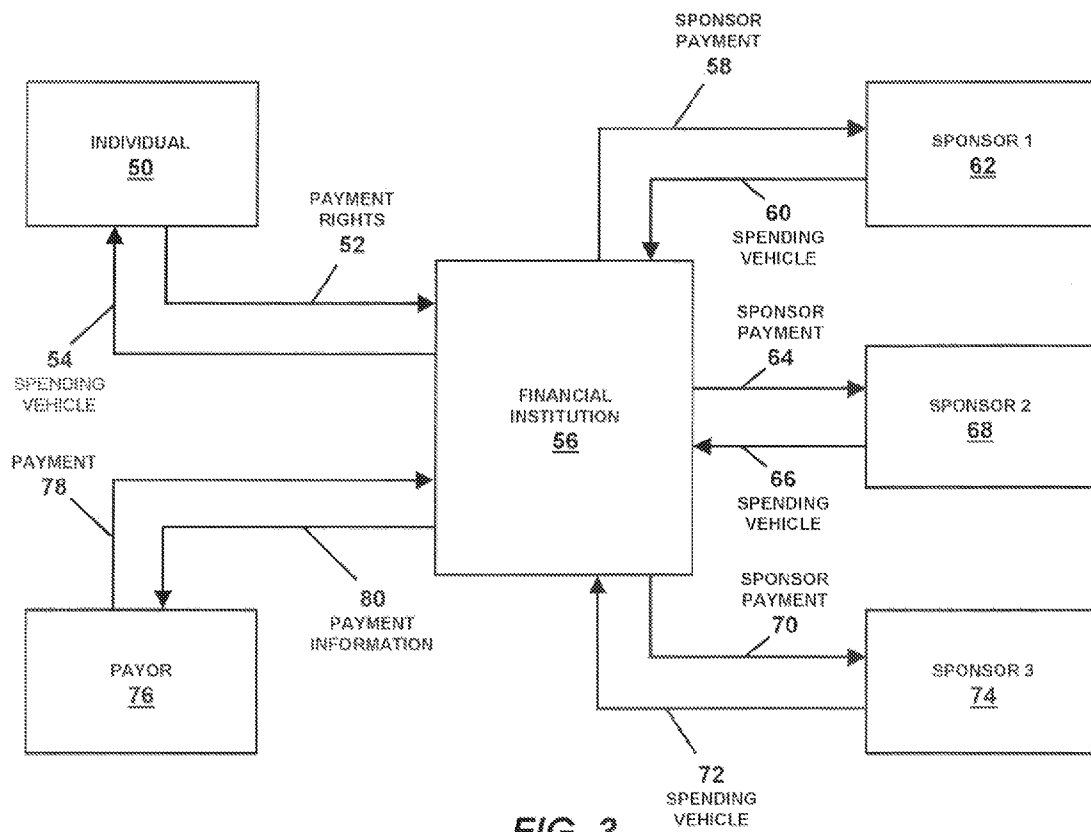 SPONSOR
PAYMENT
58
INDIVIDUAL
50
SPONSOR 1
62
PAYMENT
RIGHTS
52
60
SPENDING
VEHICLE
54
SPENDING
VEHICLE
SPONSOR
PAYMENT
64
FINANCIAL
INSTITUTION
56
SPONSOR 2
68
PAYMENT
78
66
SPENDING
VEHICLE
80
PAYMENT
INFORMATION
SPONSOR
PAYMENT
70
PAYOR
76
SPONSOR 3
74
72
SPENDING
VEHICLE
FIG. 3